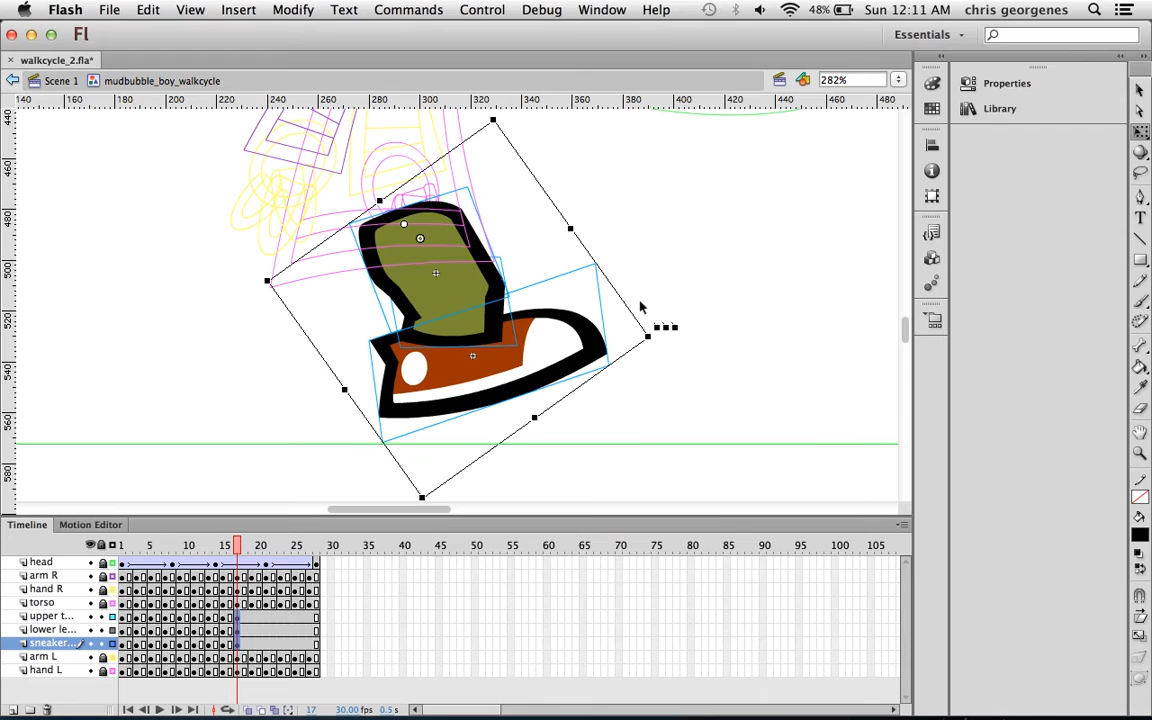 Flash File Edit View Insert Modify Text Commands Control Debug Window Help 48% Sun 12:11 AM chris georgenes
Fl Essentials
walkcycle_2.fla*
Scene 1 mudbubble_boy_walkcycle 282%
140 160 180 200 220 240 260 280 300 320 340 360 380 400 420 440 460 480
440
460
480
500
520
540
560
580
Properties
Library
Timeline Motion Editor
1 5 10 15 20 25 30 35 40 45 50 55 60 65 70 75 80 85 90 95 100 105
head
arm R
hand R
torso
upper t...
lower le...
sneaker...
arm L
hand L
17 30.00 fps 0.5 s